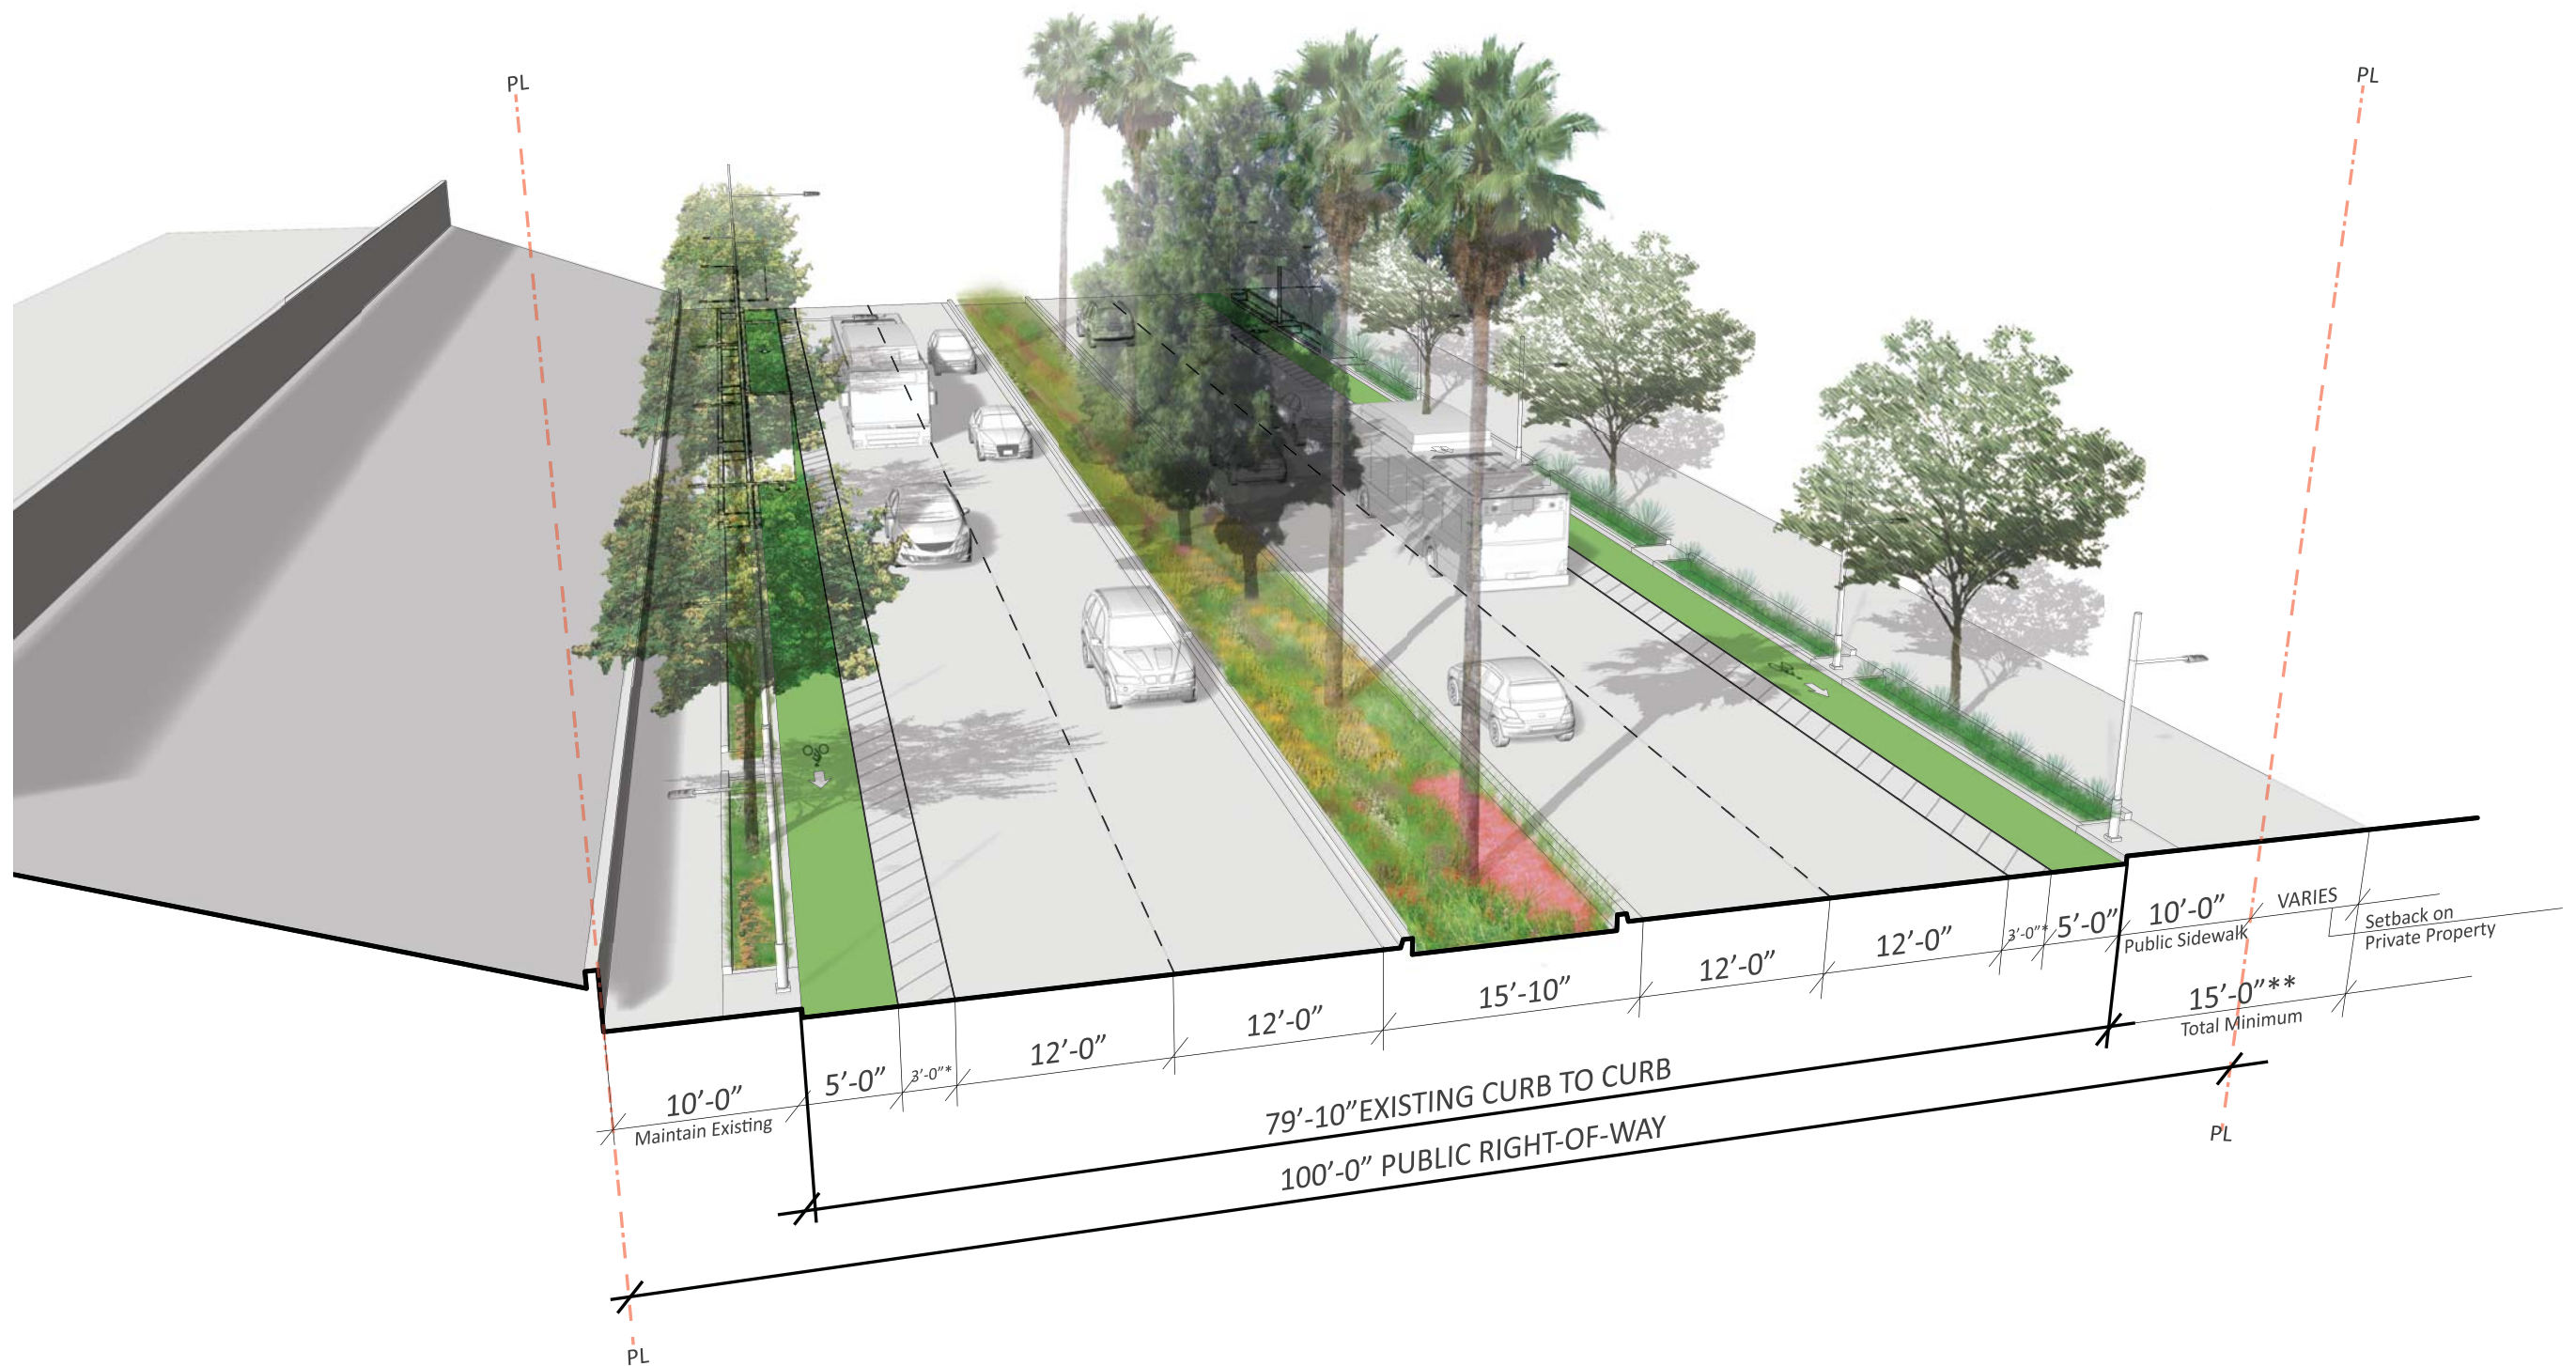 PL
PL
10’-0”
Maintain Existing
5’-0”
3’-0”*
12’-0”
12’-0”
15’-10”
12’-0”
12’-0”
3’-0”*
5’-0”
10’-0”
Public Sidewalk
VARIES
Setback on
Private Property
15’-0”**
Total Minimum
79’-10”EXISTING CURB TO CURB
100’-0” PUBLIC RIGHT-OF-WAY
PL
PL